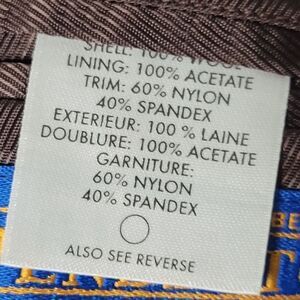 SHELL: 100% WOOL
LINING: 100% ACETATE
TRIM: 60% NYLON
40% SPANDEX
EXTERIEUR: 100 % LAINE
DOUBLURE: 100% ACETATE
GARNITURE:
60% NYLON
40% SPANDEX
ALSO SEE REVERSE